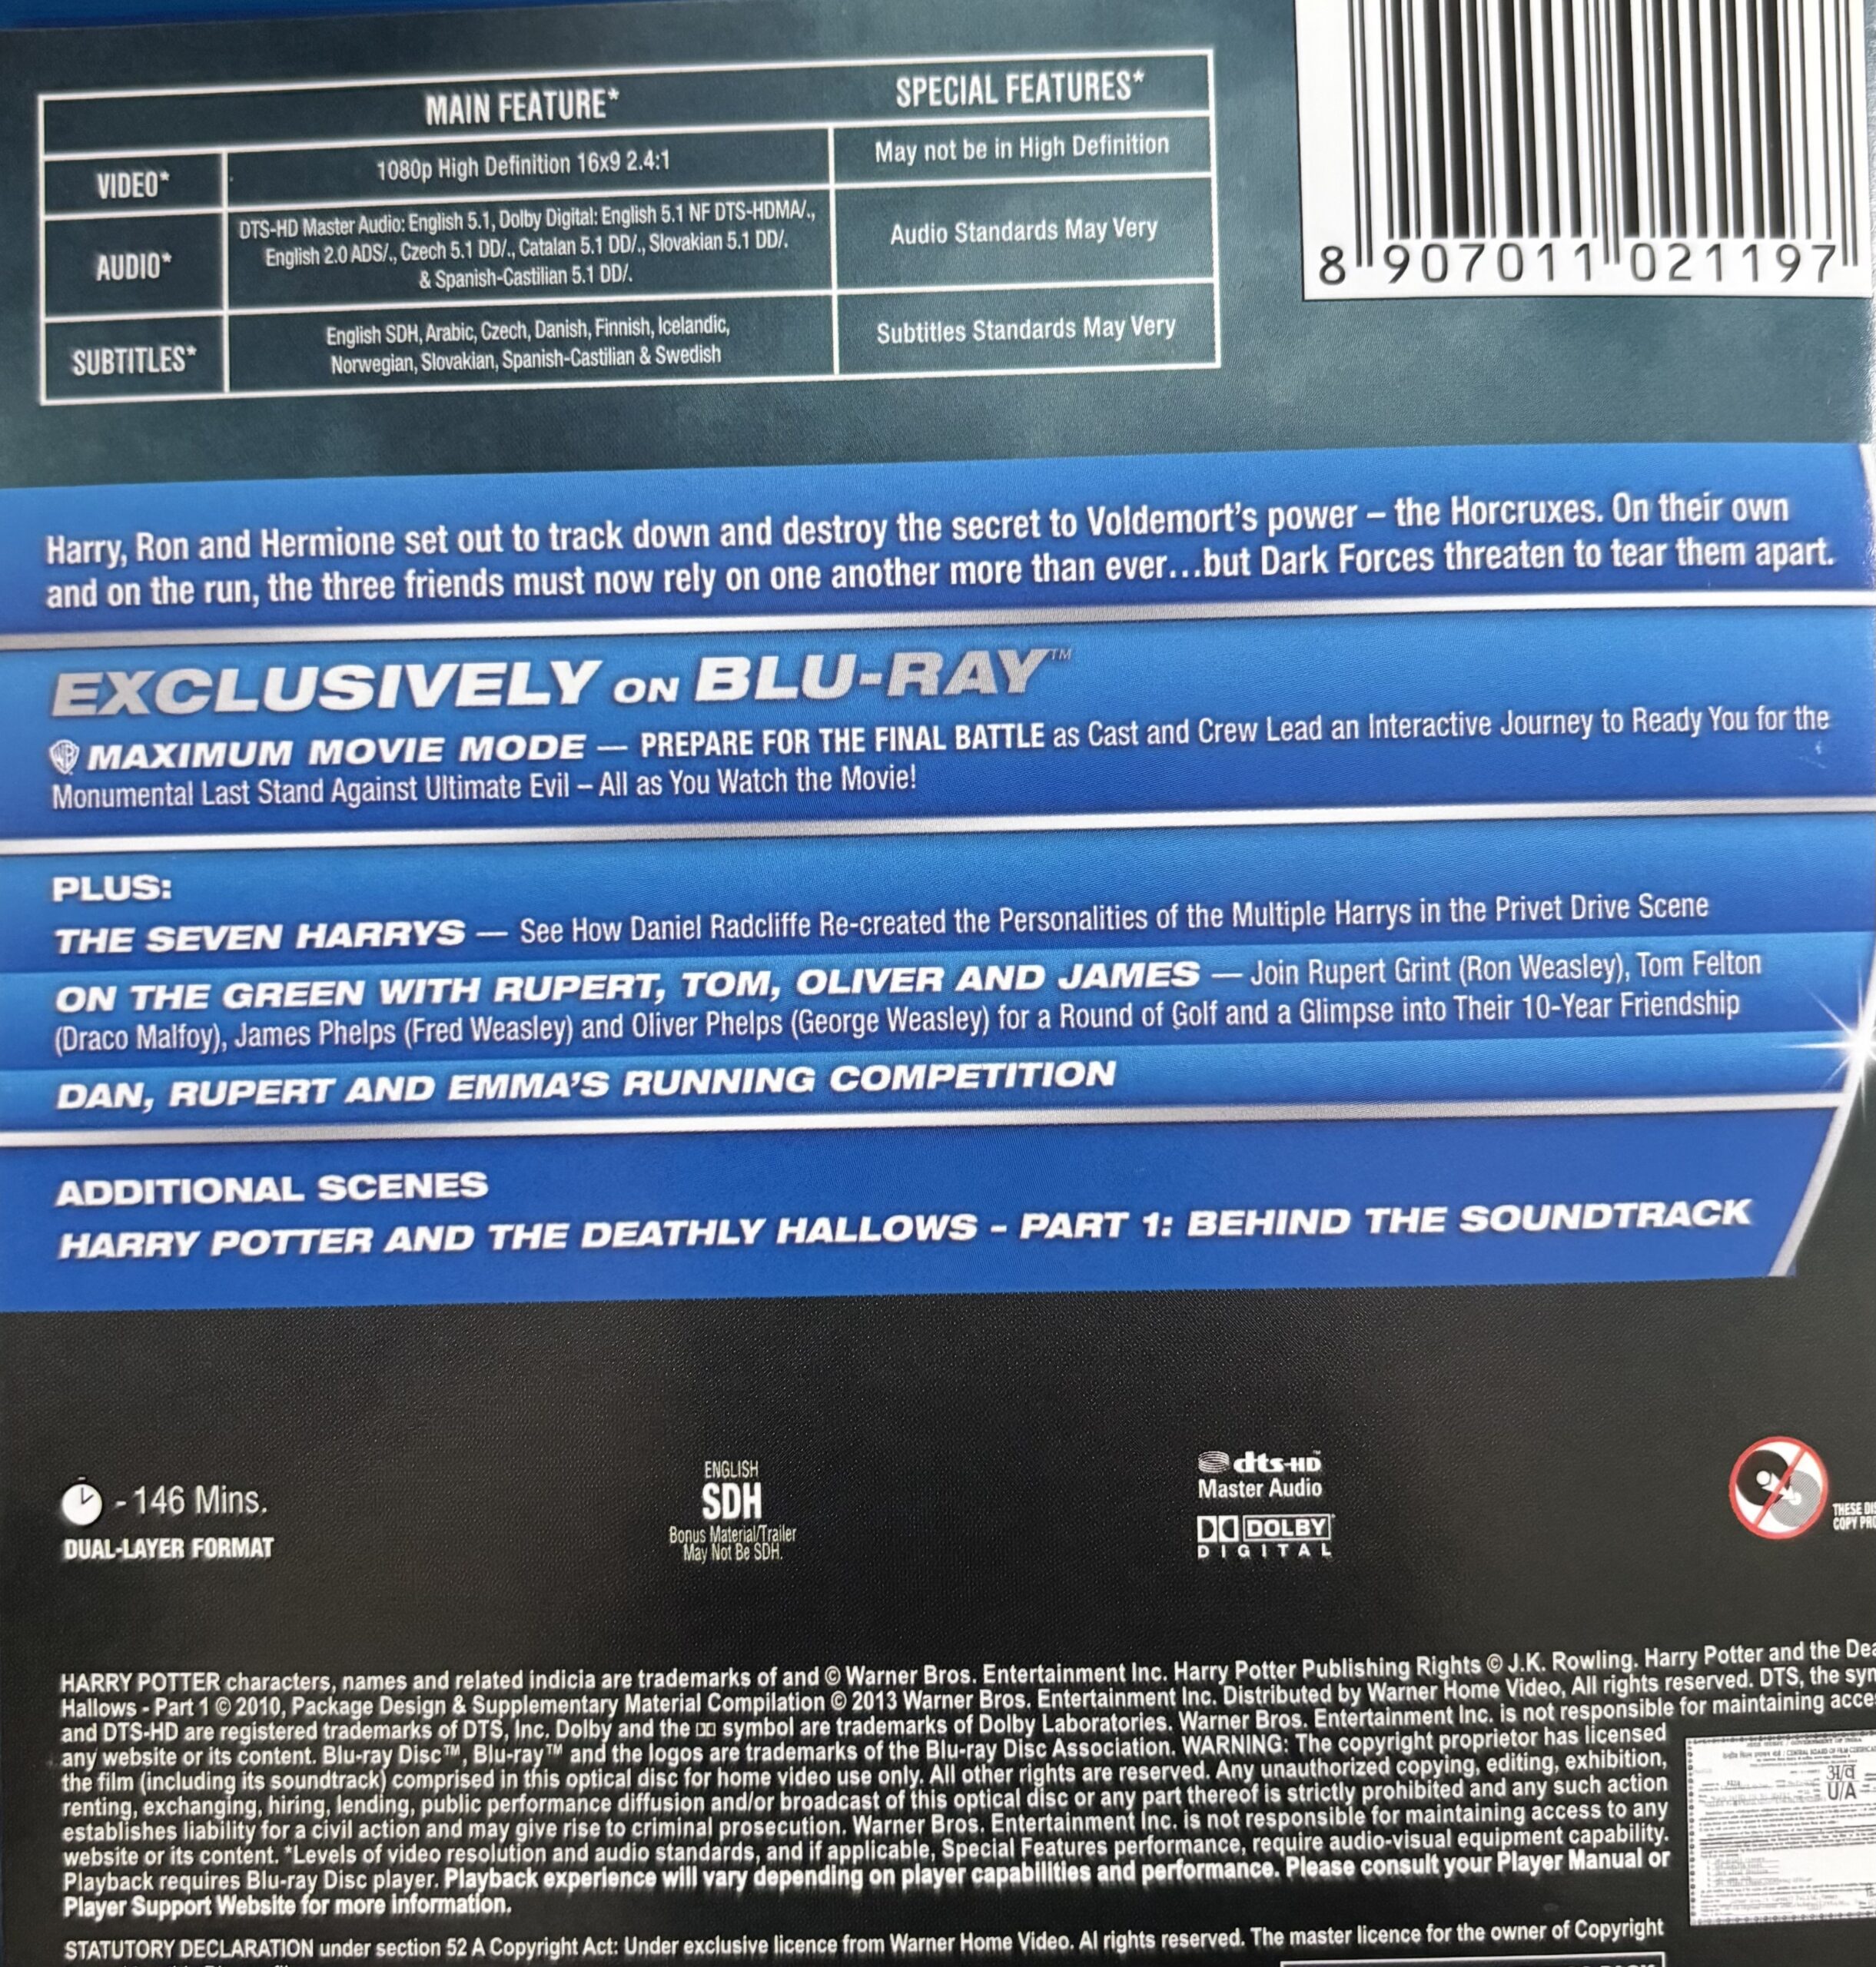 MAIN FEATURE*
SPECIAL FEATURES*
VIDEO*
1080p High Definition 16x9 2.4:1
May not be in High Definition
AUDIO*
DTS-HD Master Audio: English 5.1, Dolby Digital: English 5.1 NF DTS-HDMA/.,
English 2.0 ADS/., Czech 5.1 DD/., Catalan 5.1 DD/., Slovakian 5.1 DD/.
& Spanish-Castilian 5.1 DD/.
Audio Standards May Very
SUBTITLES*
English SDH, Arabic, Czech, Danish, Finnish, Icelandic,
Norwegian, Slovakian, Spanish-Castilian & Swedish
Subtitles Standards May Very
8 907011 021197
Harry, Ron and Hermione set out to track down and destroy the secret to Voldemort's power – the Horcruxes. On their own
and on the run, the three friends must now rely on one another more than ever...but Dark Forces threaten to tear them apart.
EXCLUSIVELY ON BLU-RAY™
WB MAXIMUM MOVIE MODE — PREPARE FOR THE FINAL BATTLE as Cast and Crew Lead an Interactive Journey to Ready You for the
Monumental Last Stand Against Ultimate Evil – All as You Watch the Movie!
PLUS:
THE SEVEN HARRYS — See How Daniel Radcliffe Re-created the Personalities of the Multiple Harrys in the Privet Drive Scene
ON THE GREEN WITH RUPERT, TOM, OLIVER AND JAMES — Join Rupert Grint (Ron Weasley), Tom Felton
(Draco Malfoy), James Phelps (Fred Weasley) and Oliver Phelps (George Weasley) for a Round of Golf and a Glimpse into Their 10-Year Friendship
DAN, RUPERT AND EMMA'S RUNNING COMPETITION
ADDITIONAL SCENES
HARRY POTTER AND THE DEATHLY HALLOWS - PART 1: BEHIND THE SOUNDTRACK
- 146 Mins.
DUAL-LAYER FORMAT
ENGLISH
SDH
Bonus Material/Trailer
May Not Be SDH.
dts-HD™
Master Audio
DOLBY
DIGITAL
THESE
COPY
HARRY POTTER characters, names and related indicia are trademarks of and © Warner Bros. Entertainment Inc. Harry Potter Publishing Rights © J.K. Rowling. Harry Potter and the
Hallows - Part 1 © 2010, Package Design & Supplementary Material Compilation © 2013 Warner Bros. Entertainment Inc. Distributed by Warner Home Video, All rights reserved. DTS, the
and DTS-HD are registered trademarks of DTS, Inc. Dolby and the symbol are trademarks of Dolby Laboratories. Warner Bros. Entertainment Inc. is not responsible for maintaining
any website or its content. Blu-ray Disc™, Blu-ray™ and the logos are trademarks of the Blu-ray Disc Association. WARNING: The copyright proprietor has licensed
the film (including its soundtrack) comprised in this optical disc for home video use only. All other rights are reserved. Any unauthorized copying, editing, exhibition,
renting, exchanging, hiring, lending, public performance diffusion and/or broadcast of this optical disc or any part thereof is strictly prohibited and any such action
establishes liability for a civil action and may give rise to criminal prosecution. Warner Bros. Entertainment Inc. is not responsible for maintaining access to any
website or its content. *Levels of video resolution and audio standards, and if applicable, Special Features performance, require audio-visual equipment capability.
Playback requires Blu-ray Disc player. Playback experience will vary depending on player capabilities and performance. Please consult your Player Manual or
Player Support Website for more information.
अ/व
U/A
STATUTORY DECLARATION under section 52 A Copyright Act: Under exclusive licence from Warner Home Video. Al rights reserved. The master licence for the owner of Copyright